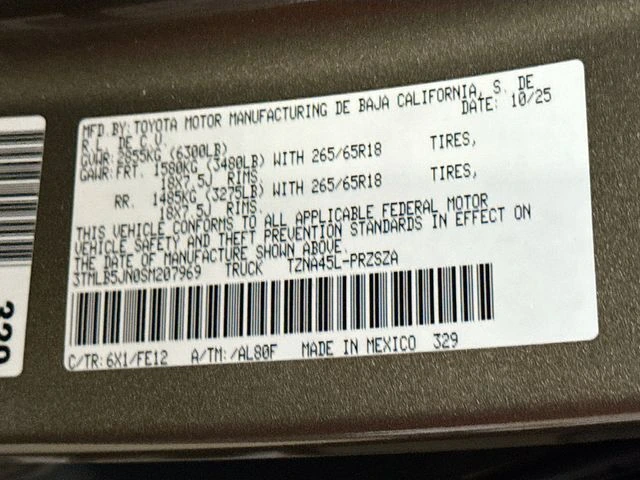 MFD.BY:TOYOTA MOTOR MANUFACTURING DE BAJA CALIFORNIA, S. DE
R.L. DE C.V. DATE: 10/25
GVWR:2855KG (6300LB)
GAWR:FRT. 1580KG (3480LB) WITH 265/65R18 TIRES,
18X7.5J RIMS
RR. 1485KG (3275LB) WITH 265/65R18 TIRES,
18X7.5J RIMS
THIS VEHICLE CONFORMS TO ALL APPLICABLE FEDERAL MOTOR
VEHICLE SAFETY AND THEFT PREVENTION STANDARDS IN EFFECT ON
THE DATE OF MANUFACTURE SHOWN ABOVE.
3TMLB5JN0SM207969 TRUCK TZNA45L-PRZSZA
C/TR:6X1/FE12 A/TM:/AL80F MADE IN MEXICO 329
329